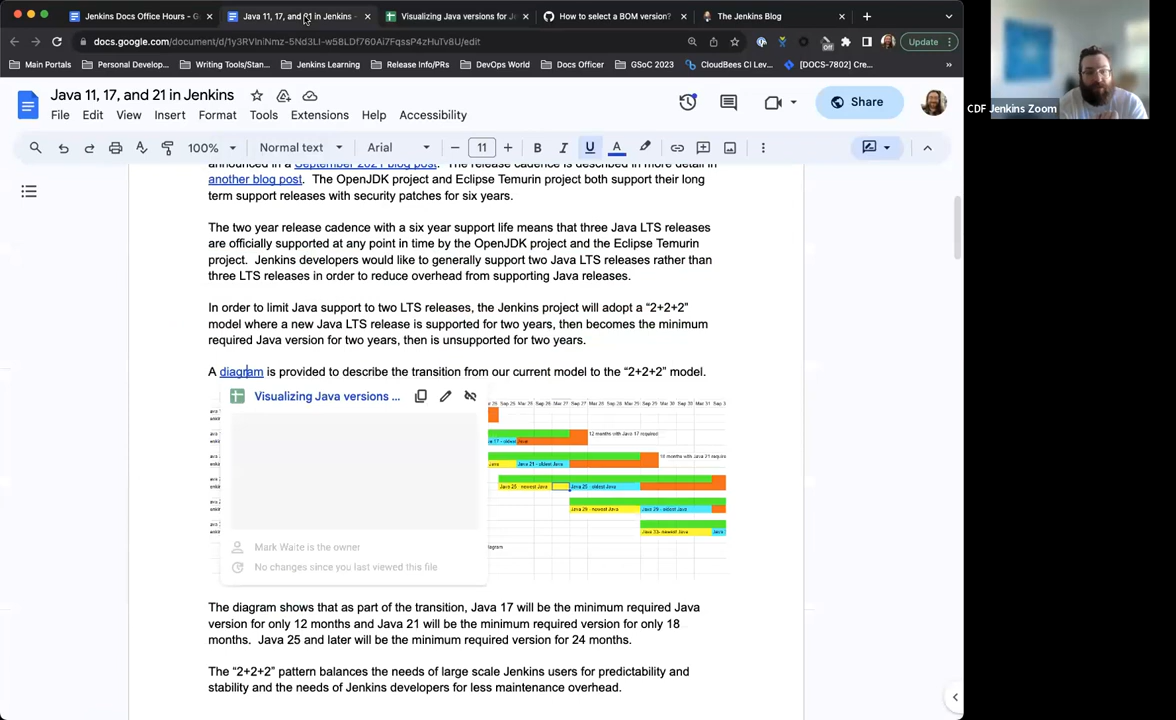 Jenkins Docs Office Hours - G
Java 11, 17, and 21 in Jenkins -
Visualizing Java versions for Je
How to select a BOM version?
The Jenkins Blog
docs.google.com/document/d/1y3RVIniNmz-5Nd3LI-w58LDf760Ai7FqssP4zHuTv8U/edit
Off
Update
Main Portals
Personal Develop...
Writing Tools/Stan...
Jenkins Learning
Release Info/PRs
DevOps World
Docs Officer
GSoC 2023
CloudBees CI Lev...
[DOCS-7802] (Cre...
»
CDF Jenkins Zoom
Java 11, 17, and 21 in Jenkins
File Edit View Insert Format Tools Extensions Help Accessibility
Share
100% Normal text Arial 11
announced in a September 2021 blog post. The release cadence is described in more detail in
another blog post. The OpenJDK project and Eclipse Temurin project both support their long
term support releases with security patches for six years.
The two year release cadence with a six year support life means that three Java LTS releases
are officially supported at any point in time by the OpenJDK project and the Eclipse Temurin
project. Jenkins developers would like to generally support two Java LTS releases rather than
three LTS releases in order to reduce overhead from supporting Java releases.
In order to limit Java support to two LTS releases, the Jenkins project will adopt a “2+2+2”
model where a new Java LTS release is supported for two years, then becomes the minimum
required Java version for two years, then is unsupported for two years.
A diagram is provided to describe the transition from our current model to the “2+2+2” model.
Visualizing Java versions ...
12 months with Java 17 required
Java 21 - oldest Java
Java 25 - newest Java
Java 25 - oldest Java
Java 29 - newest Java
Java 29 - oldest Java
Java 33- newest Java
Mark Waite is the owner
No changes since you last viewed this file
The diagram shows that as part of the transition, Java 17 will be the minimum required Java
version for only 12 months and Java 21 will be the minimum required version for only 18
months. Java 25 and later will be the minimum required version for 24 months.
The “2+2+2” pattern balances the needs of large scale Jenkins users for predictability and
stability and the needs of Jenkins developers for less maintenance overhead.